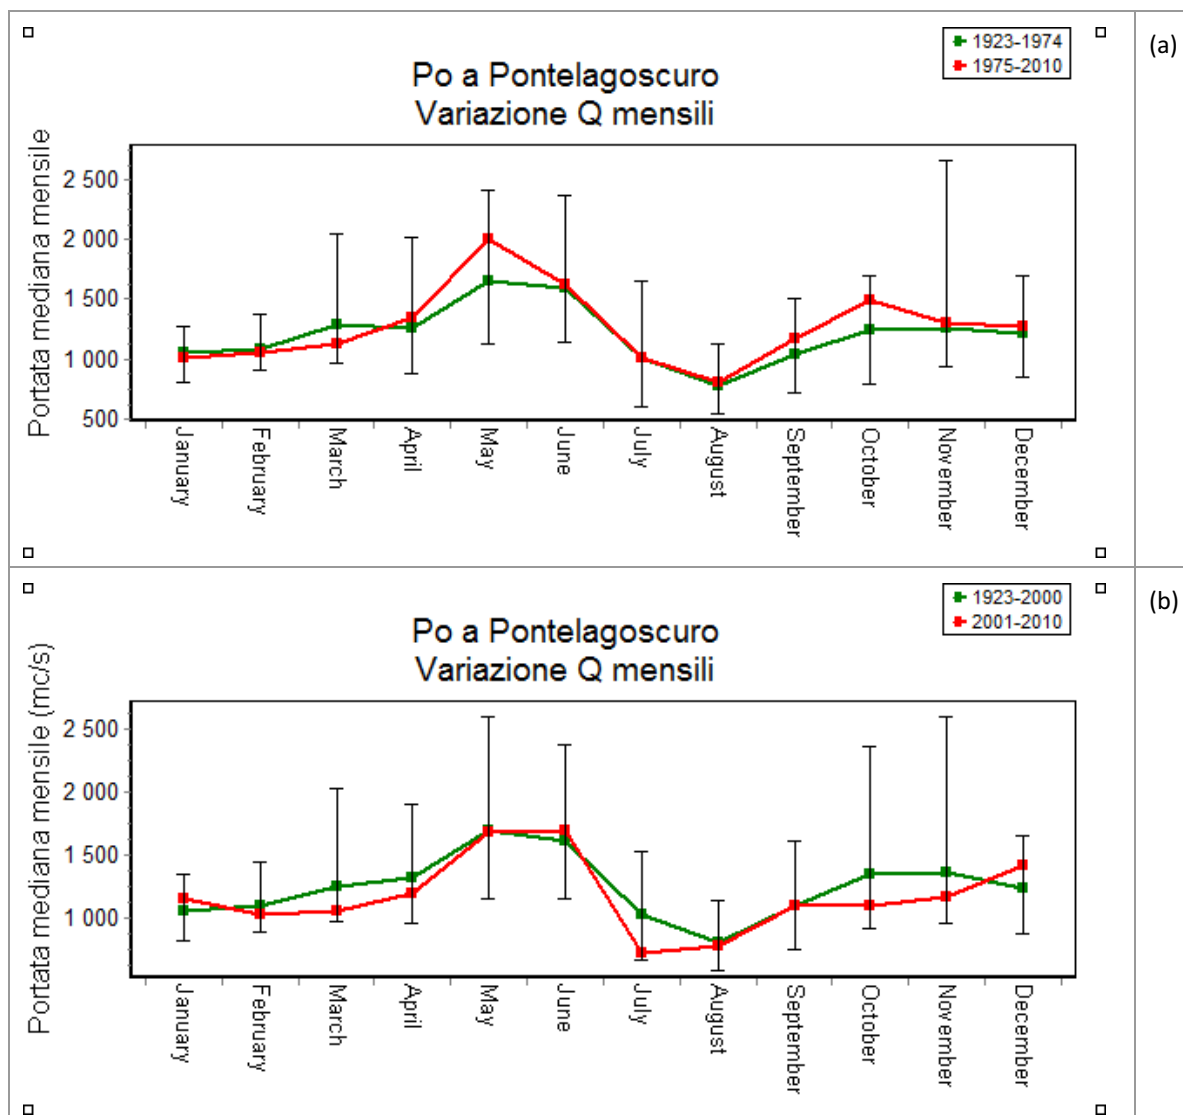 1923-1974
1975-2010
(a)
Po a Pontelagoscuro
Variazione Q mensili
Portata mediana mensile
2 500
2 000
1 500
1 000
500
January
February
March
April
May
June
July
August
September
October
November
December
1923-2000
2001-2010
(b)
Po a Pontelagoscuro
Variazione Q mensili
Portata mediana mensile (mc/s)
2 500
2 000
1 500
1 000
January
February
March
April
May
June
July
August
September
October
November
December